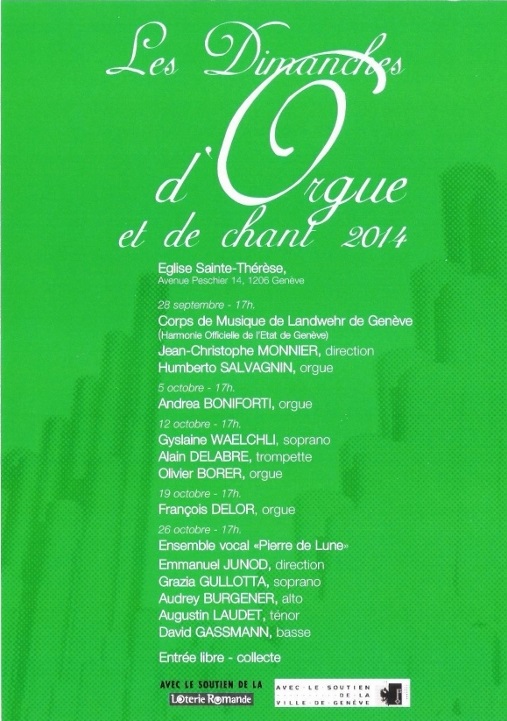 Les Dimanches
d'Orgue
et de chant 2014
Eglise Sainte-Thérèse,
Avenue Peschier 14, 1206 Genève
28 septembre - 17h.
Corps de Musique de Landwehr de Genève
(Harmonie Officielle de l'Etat de Genève)
Jean-Christophe MONNIER, direction
Humberto SALVAGNIN, orgue
5 octobre - 17h.
Andrea BONIFORTI, orgue
12 octobre - 17h.
Gyslaine WAELCHLI, soprano
Alain DELABRE, trompette
Olivier BORER, orgue
19 octobre - 17h.
François DELOR, orgue
26 octobre - 17h.
Ensemble vocal «Pierre de Lune»
Emmanuel JUNOD, direction
Grazia GULLOTTA, soprano
Audrey BURGENER, alto
Augustin LAUDET, ténor
David GASSMANN, basse
Entrée libre - collecte
AVEC LE SOUTIEN DE LA
Loterie Romande
AVEC LE SOUTIEN
DE LA
VILLE DE GENÈVE